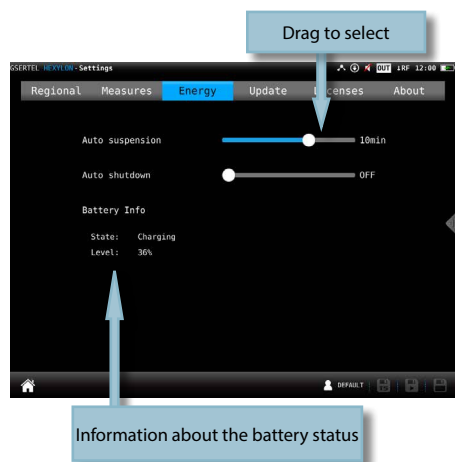 Drag to select
GSERTEL HEXYLON-Settings OUT ↓RF 12:00
Regional Measures Energy Update Licenses About
Auto suspension 10min
Auto shutdown OFF
Battery Info
State: Charging
Level: 36%
DEFAULT
Information about the battery status